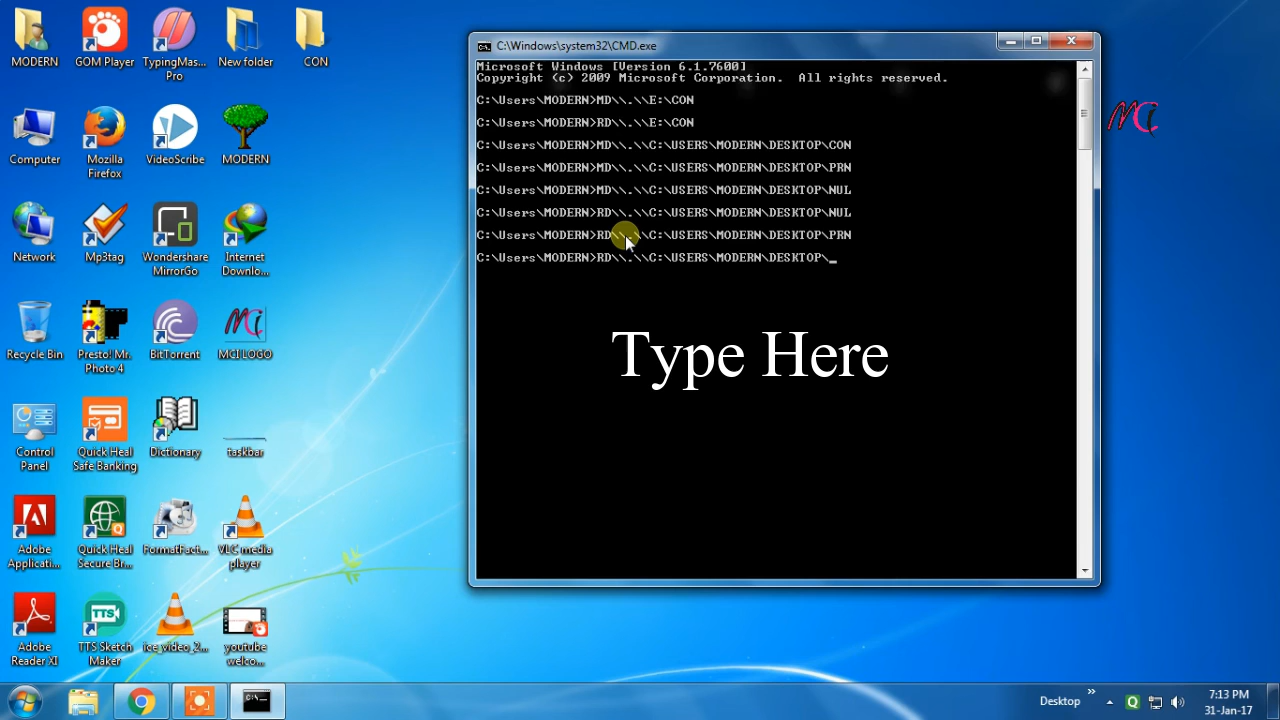 MODERN
GOM Player
TypingMas...
Pro
New folder
CON
Computer
Mozilla
Firefox
VideoScribe
MODERN
Network
Mp3tag
Wondershare
MirrorGo
Internet
Downlo...
Recycle Bin
Presto! Mr.
Photo 4
BitTorrent
MCI LOGO
Control
Panel
Quick Heal
Safe Banking
Dictionary
taskbar
Adobe
Applicati...
Quick Heal
Secure Br...
FormatFact...
VLC media
player
Adobe
Reader XI
TTS
TTS Sketch
Maker
ice_video_2...
youtube
welco...
C:\Windows\system32\CMD.exe
Microsoft Windows [Version 6.1.7600]
Copyright (c) 2009 Microsoft Corporation.  All rights reserved.
C:\Users\MODERN>MD\\.\\E:\CON
C:\Users\MODERN>RD\\.\\E:\CON
C:\Users\MODERN>MD\\.\\C:\USERS\MODERN\DESKTOP\CON
C:\Users\MODERN>MD\\.\\C:\USERS\MODERN\DESKTOP\PRN
C:\Users\MODERN>MD\\.\\C:\USERS\MODERN\DESKTOP\NUL
C:\Users\MODERN>RD\\.\\C:\USERS\MODERN\DESKTOP\NUL
C:\Users\MODERN>RD\\.\\C:\USERS\MODERN\DESKTOP\PRN
C:\Users\MODERN>RD\\.\\C:\USERS\MODERN\DESKTOP\_
Type Here
MCI
Desktop
7:13 PM
31-Jan-17